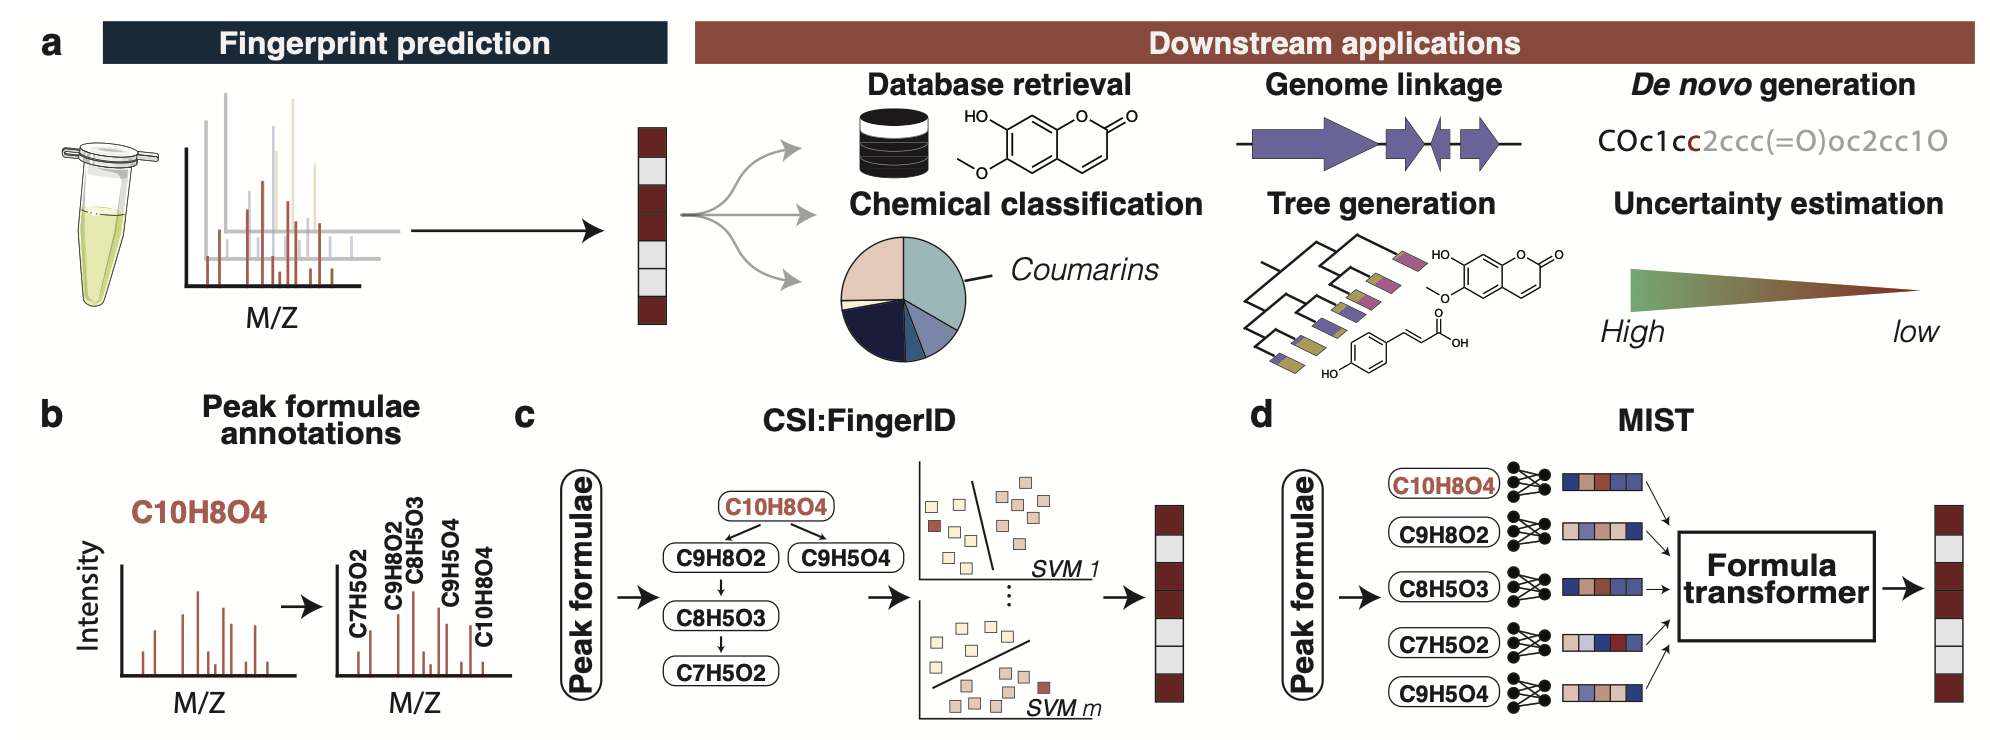 a
Fingerprint prediction
Downstream applications
Database retrieval
Genome linkage
De novo generation
HO
O
O
O
COc1cc2ccc(=O)oc2cc1O
Chemical classification
Tree generation
Uncertainty estimation
Coumarins
HO
O
O
O
O
OH
HO
M/Z
High
low
b
Peak formulae
annotations
C10H8O4
Intensity
M/Z
C7H5O2
C9H8O2
C8H5O3
C9H5O4
C10H8O4
M/Z
c
CSI:FingerID
Peak formulae
C10H8O4
C9H8O2
C9H5O4
C8H5O3
C7H5O2
SVM 1
SVM m
d
MIST
Peak formulae
C10H8O4
C9H8O2
C8H5O3
C7H5O2
C9H5O4
Formula
transformer